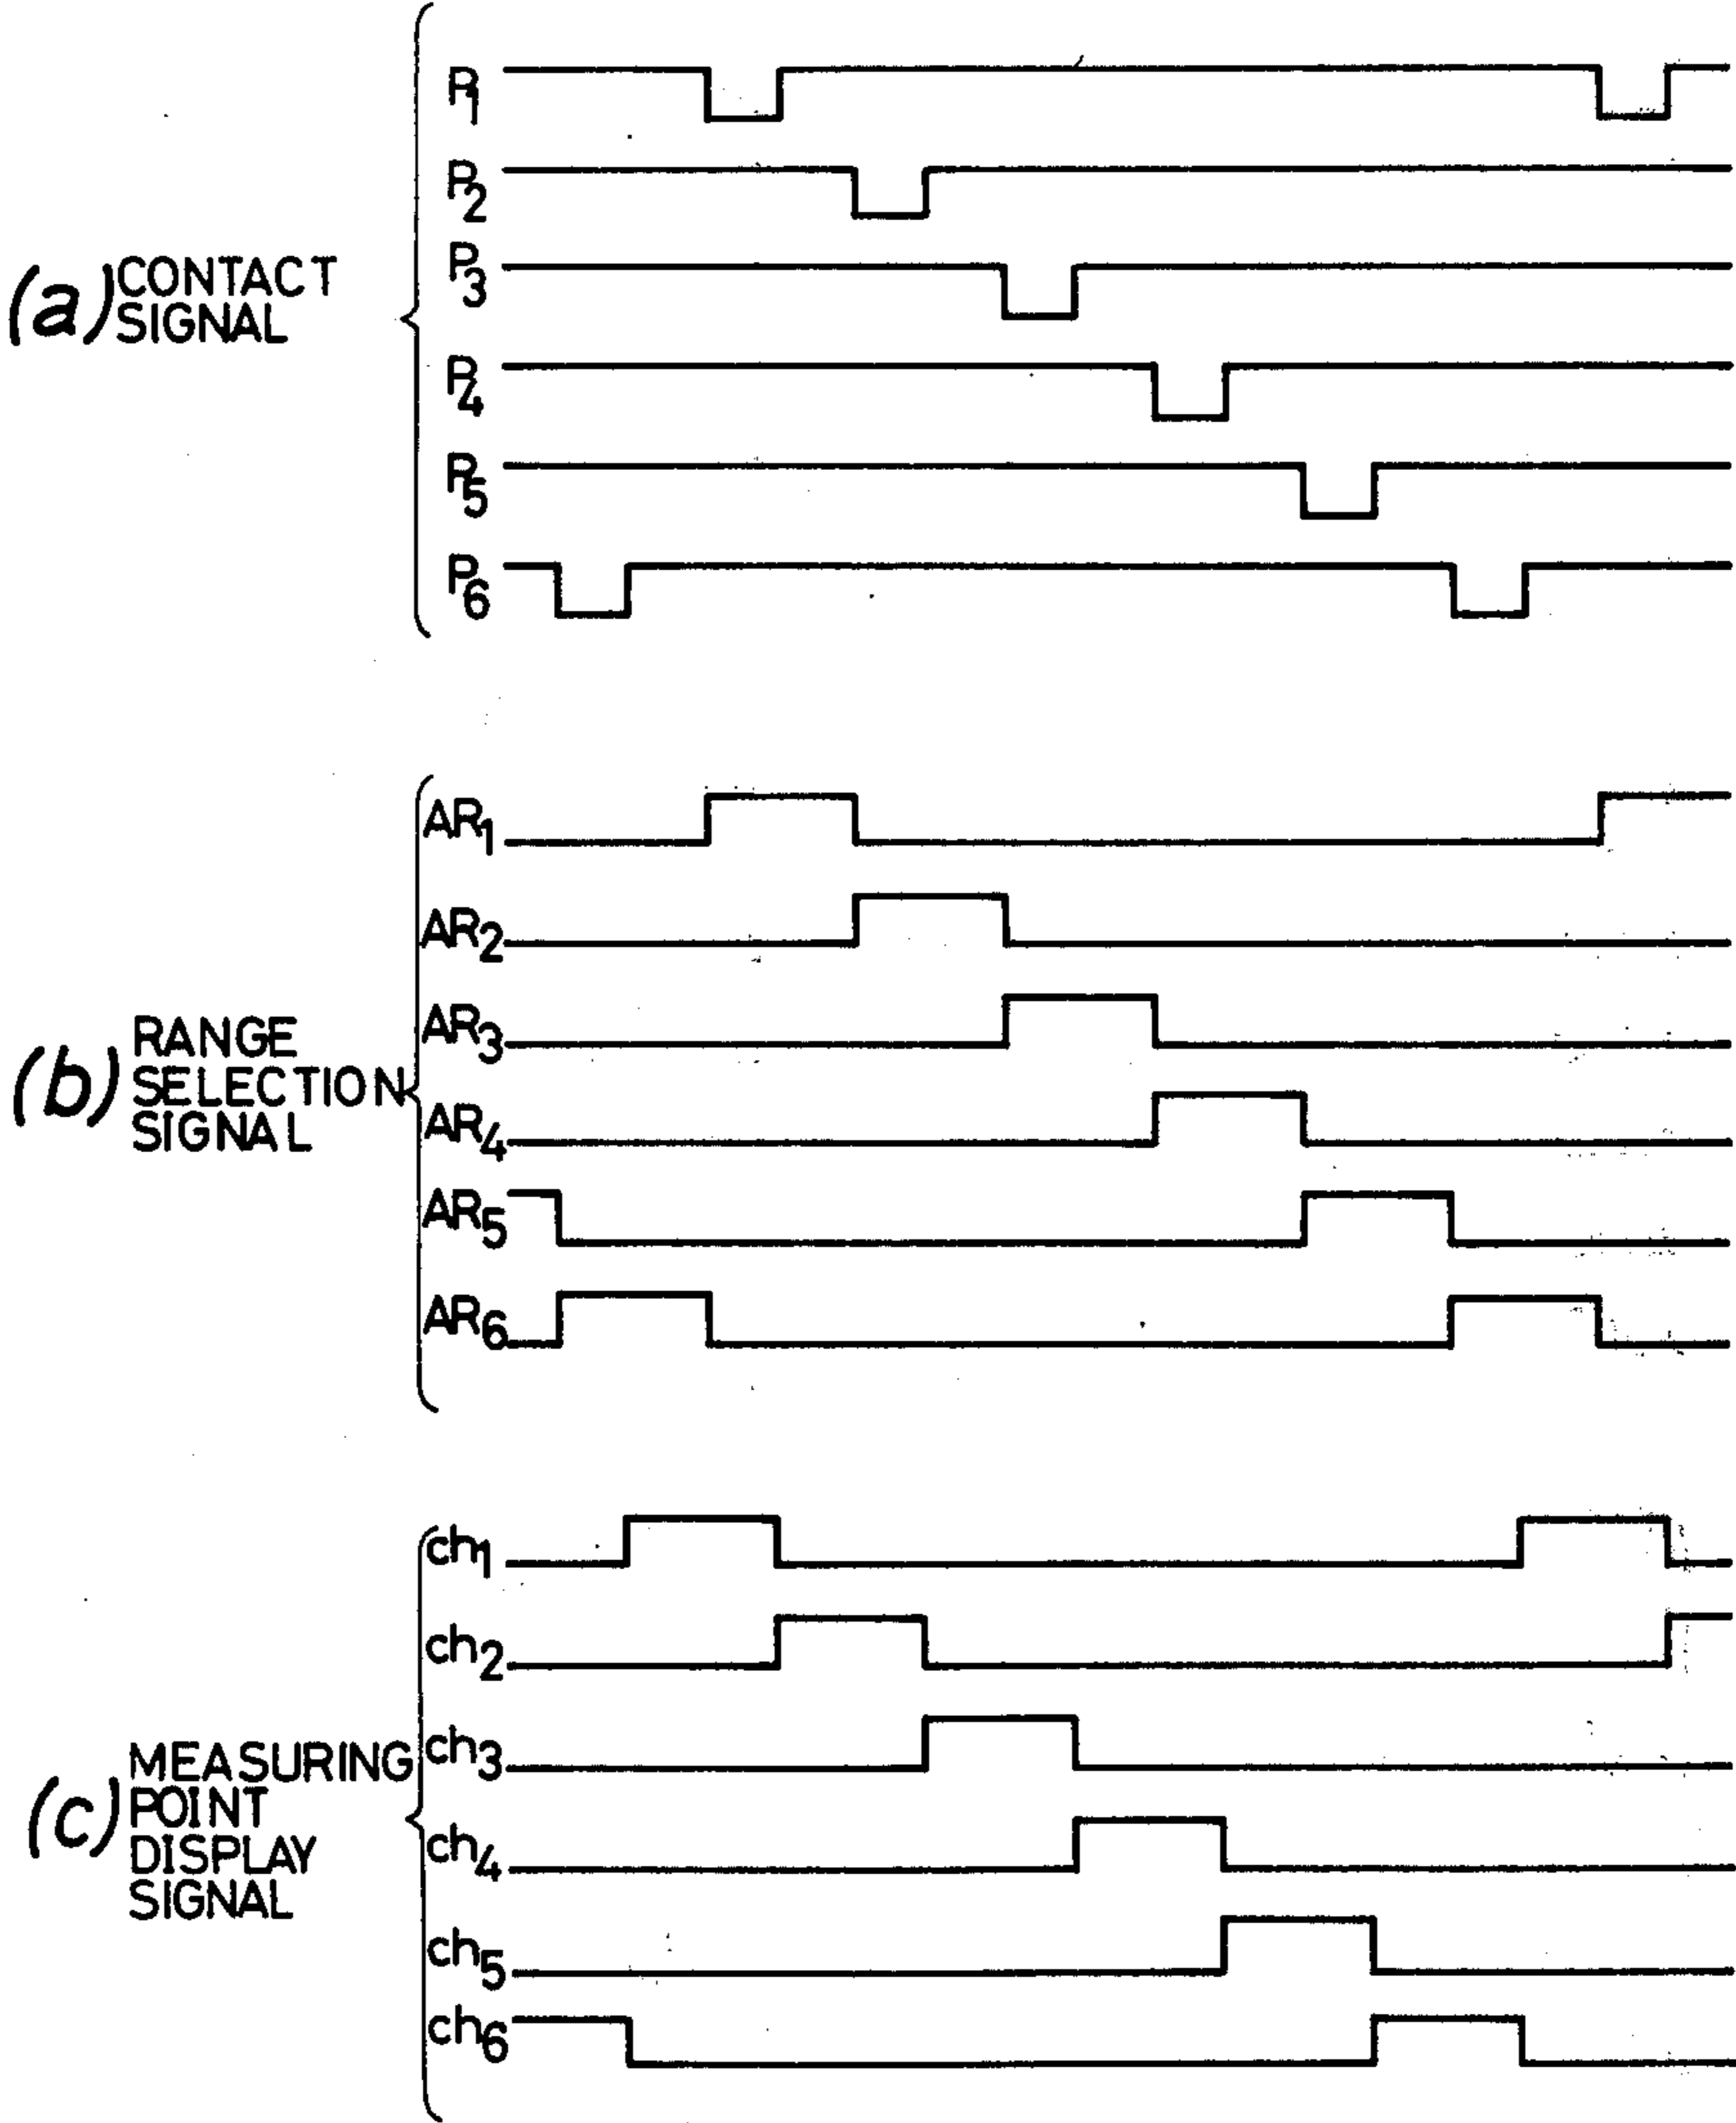 (a) CONTACT
SIGNAL
P1
P2
P3
P4
P5
P6
(b) RANGE
SELECTION
SIGNAL
AR1
AR2
AR3
AR4
AR5
AR6
(c) MEASURING
POINT
DISPLAY
SIGNAL
ch1
ch2
ch3
ch4
ch5
ch6